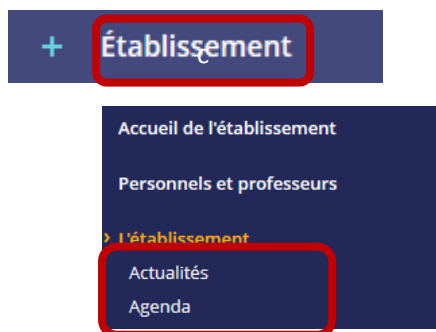 + Établissement
Accueil de l'établissement
Personnels et professeurs
› L'établissement
Actualités
Agenda